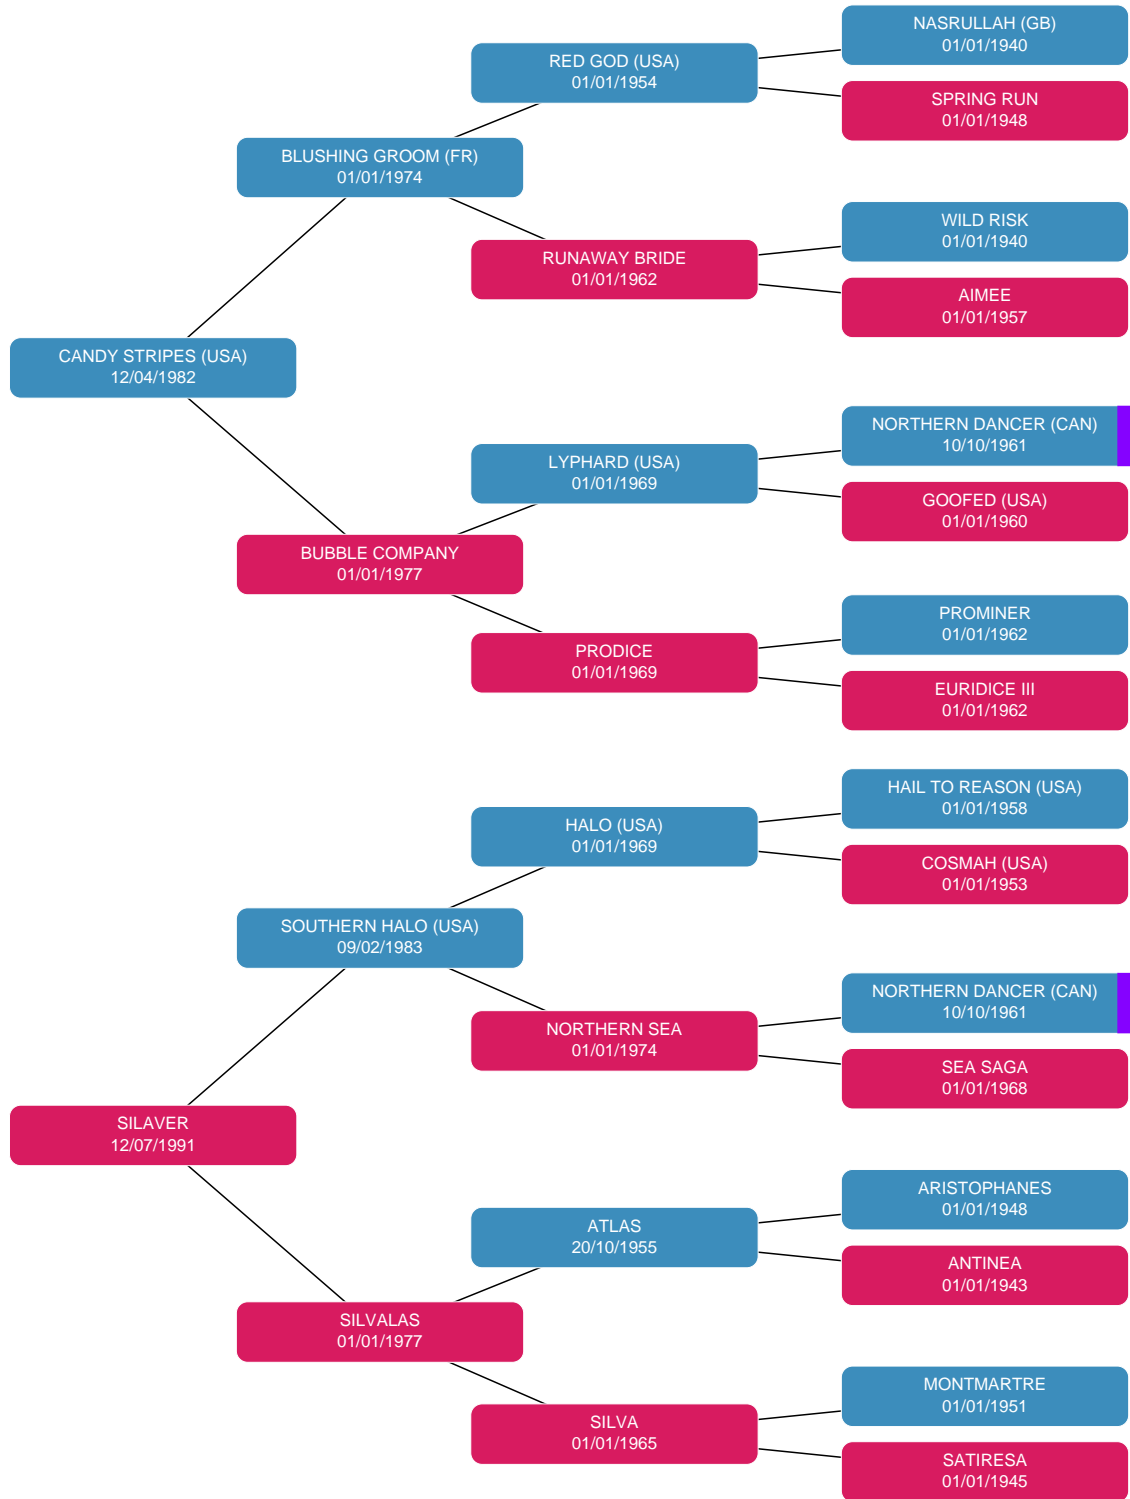 NASRULLAH (GB)
01/01/1940
RED GOD (USA)
01/01/1954
SPRING RUN
01/01/1948
BLUSHING GROOM (FR)
01/01/1974
WILD RISK
01/01/1940
RUNAWAY BRIDE
01/01/1962
AIMEE
01/01/1957
CANDY STRIPES (USA)
12/04/1982
NORTHERN DANCER (CAN)
10/10/1961
LYPHARD (USA)
01/01/1969
GOOFED (USA)
01/01/1960
BUBBLE COMPANY
01/01/1977
PROMINER
01/01/1962
PRODICE
01/01/1969
EURIDICE III
01/01/1962
HAIL TO REASON (USA)
01/01/1958
HALO (USA)
01/01/1969
COSMAH (USA)
01/01/1953
SOUTHERN HALO (USA)
09/02/1983
NORTHERN DANCER (CAN)
10/10/1961
NORTHERN SEA
01/01/1974
SEA SAGA
01/01/1968
SILAVER
12/07/1991
ARISTOPHANES
01/01/1948
ATLAS
20/10/1955
ANTINEA
01/01/1943
SILVALAS
01/01/1977
MONTMARTRE
01/01/1951
SILVA
01/01/1965
SATIRESA
01/01/1945